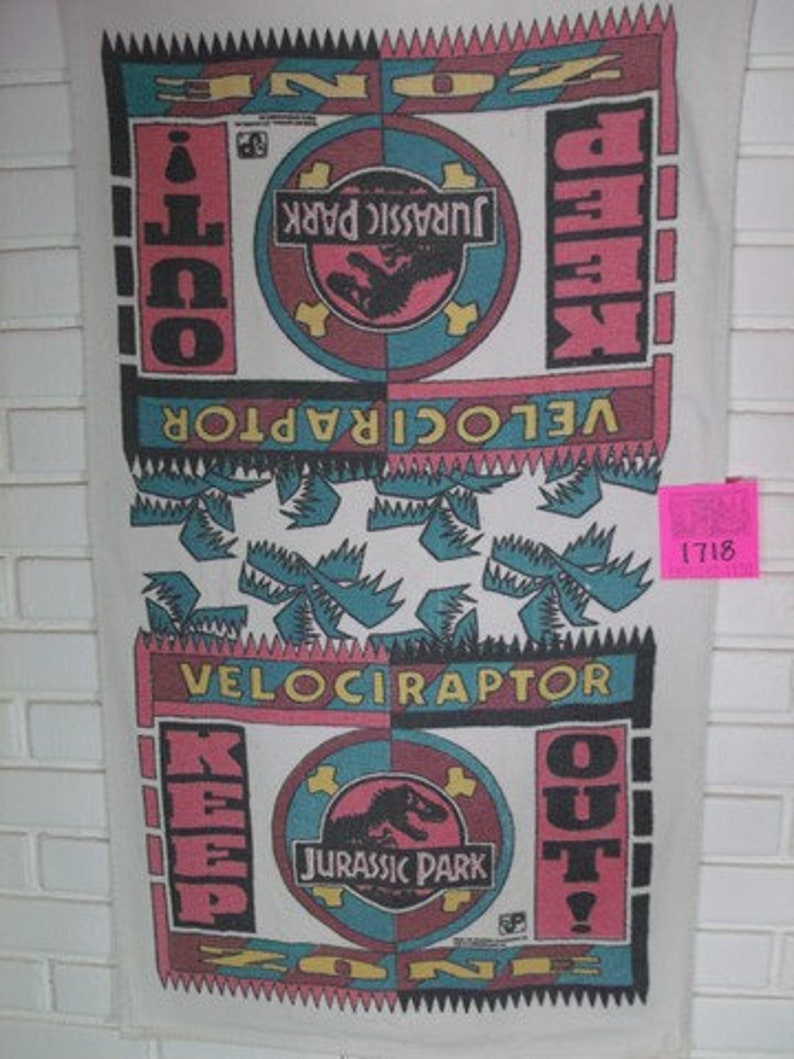 ZONE
OUT!
KEEP
JURASSIC PARK
VELOCIRAPTOR
1718
VELOCIRAPTOR
KEEP
OUT!
JURASSIC PARK
ZONE